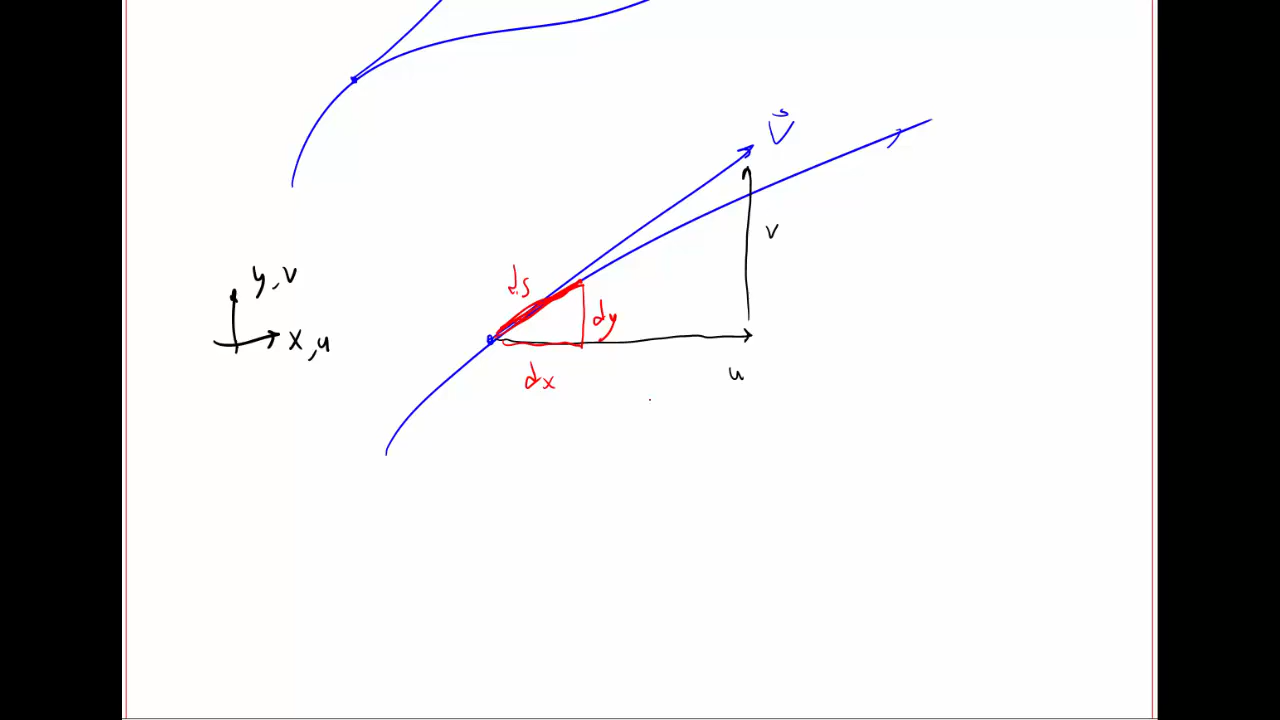 V⃗
v
y, v
ds
dy
x, u
dx
u